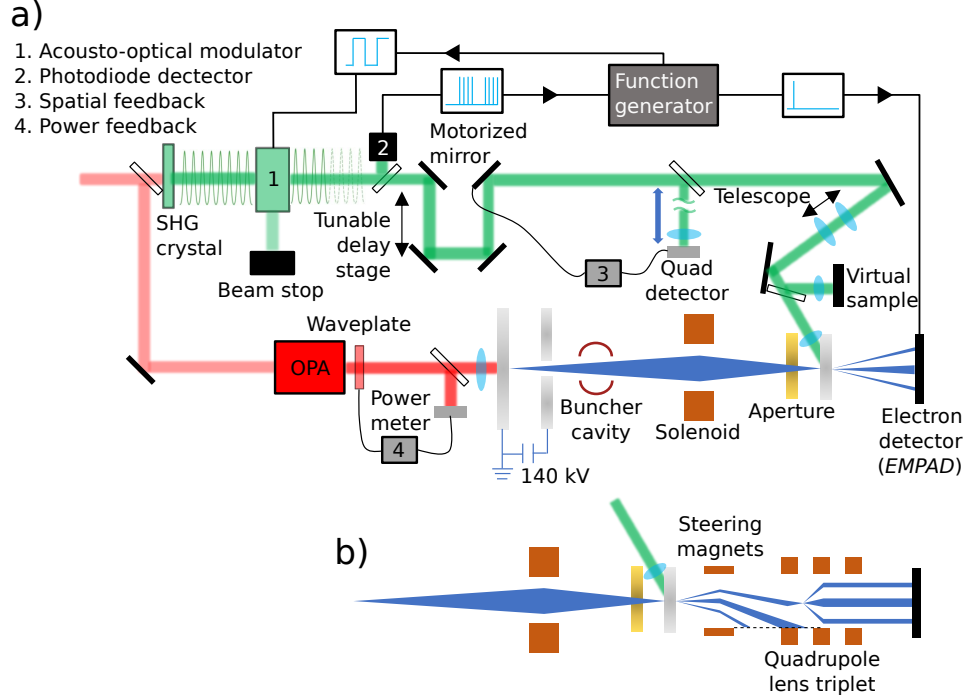 a)
1. Acousto-optical modulator
2. Photodiode dectector
3. Spatial feedback
4. Power feedback
Function
generator
Motorized
mirror
2
1
SHG
crystal
Tunable
delay
stage
Beam stop
Telescope
3
Quad
detector
Virtual
sample
Waveplate
OPA
Power
meter
4
140 kV
Buncher
cavity
Solenoid
Aperture
Electron
detector
(EMPAD)
b)
Steering
magnets
Quadrupole
lens triplet